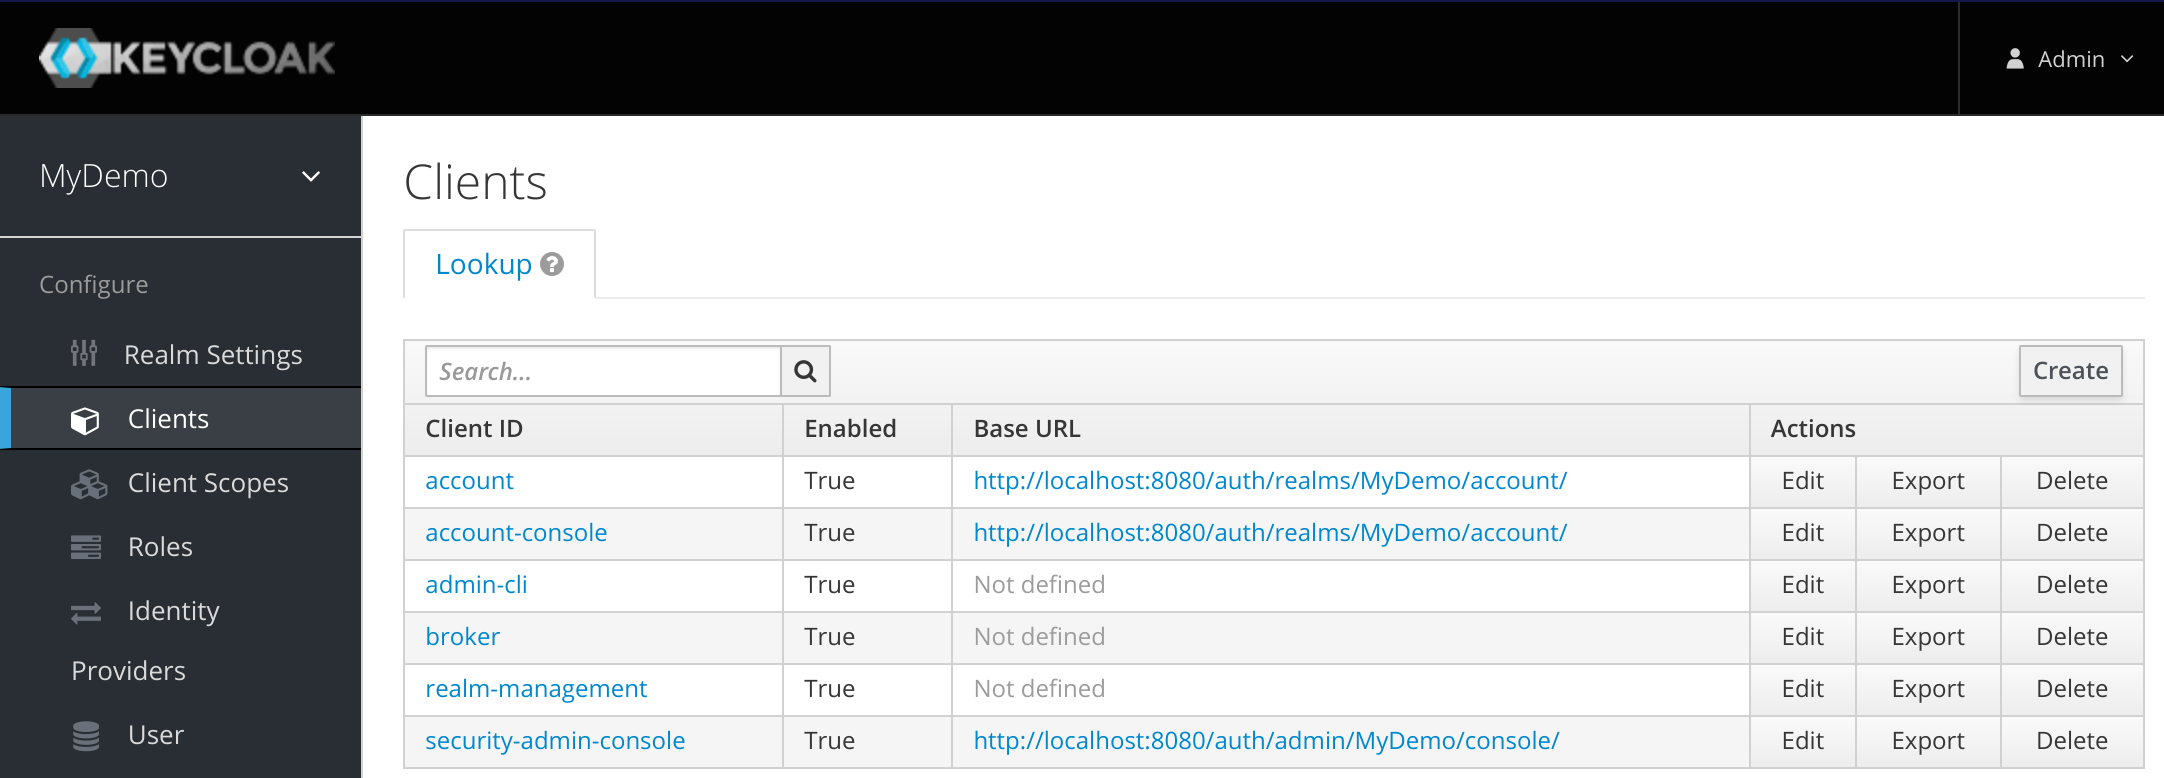 KEYCLOAK
Admin
MyDemo
Configure
Realm Settings
Clients
Client Scopes
Roles
Identity
Providers
User
Clients
Lookup ?
Search...
Create
Client ID Enabled Base URL Actions
account True http://localhost:8080/auth/realms/MyDemo/account/ Edit Export Delete
account-console True http://localhost:8080/auth/realms/MyDemo/account/ Edit Export Delete
admin-cli True Not defined Edit Export Delete
broker True Not defined Edit Export Delete
realm-management True Not defined Edit Export Delete
security-admin-console True http://localhost:8080/auth/admin/MyDemo/console/ Edit Export Delete